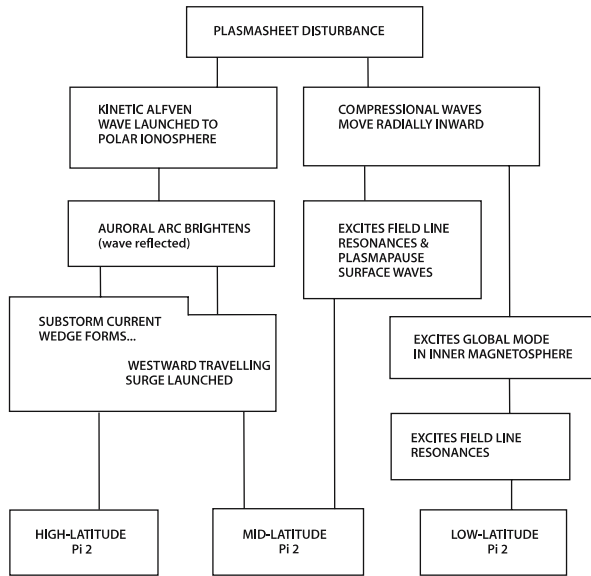 PLASMASHEET DISTURBANCE
KINETIC ALFVEN
WAVE LAUNCHED TO
POLAR IONOSPHERE
COMPRESSIONAL WAVES
MOVE RADIALLY INWARD
AURORAL ARC BRIGHTENS
(wave reflected)
EXCITES FIELD LINE
RESONANCES &
PLASMAPAUSE
SURFACE WAVES
SUBSTORM CURRENT
WEDGE FORMS...
WESTWARD TRAVELLING
SURGE LAUNCHED
EXCITES GLOBAL MODE
IN INNER MAGNETOSPHERE
EXCITES FIELD LINE
RESONANCES
HIGH-LATITUDE
Pi 2
MID-LATITUDE
Pi 2
LOW-LATITUDE
Pi 2